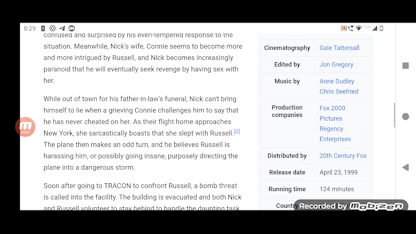 8:29
confused and surprised by his even-tempered response to the
situation. Meanwhile, Nick's wife, Connie seems to become more
and more intrigued by Russell, and Nick becomes increasingly
paranoid that he will eventually seek revenge by having sex with
her.
While out of town for his father-in-law's funeral, Nick can't bring
himself to lie when a grieving Connie challenges him to say that
he has never cheated on her. As their flight home approaches
New York, she sarcastically boasts that she slept with Russell.[2]
The plane then makes an odd turn, and he believes Russell is
harassing him, or possibly going insane, purposely directing the
plane into a dangerous storm.
Soon after going to TRACON to confront Russell, a bomb threat
is called into the facility. The building is evacuated and both Nick
and Russell volunteer to stay behind to handle the daunting task
Cinematography Gale Tattersall
Edited by Jon Gregory
Music by Anne Dudley
Chris Seefried
Production companies Fox 2000
Pictures
Regency
Enterprises
Distributed by 20th Century Fox
Release date April 23, 1999
Running time 124 minutes
Recorded by Mobizen